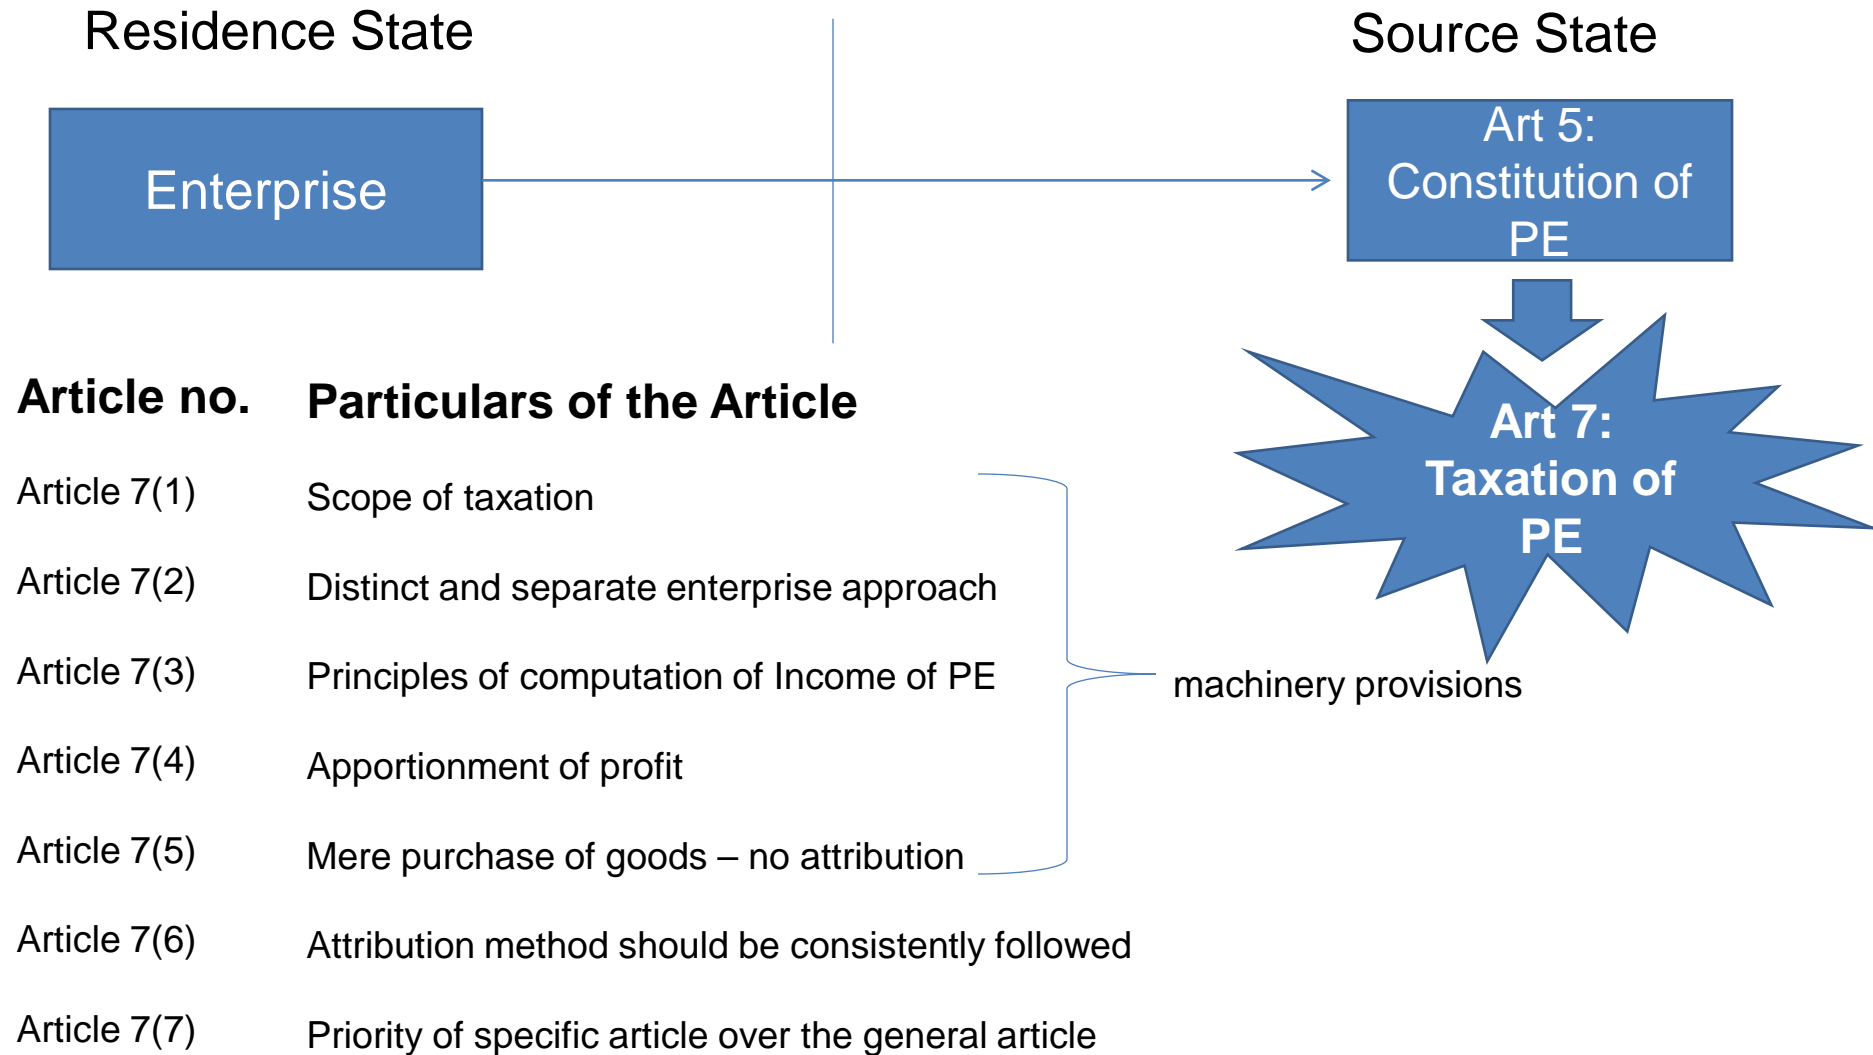 Residence State
Source State
Enterprise
Art 5:
Constitution of
PE
Art 7:
Taxation of
PE
Article no. Particulars of the Article
Article 7(1) Scope of taxation
Article 7(2) Distinct and separate enterprise approach
Article 7(3) Principles of computation of Income of PE
machinery provisions
Article 7(4) Apportionment of profit
Article 7(5) Mere purchase of goods – no attribution
Article 7(6) Attribution method should be consistently followed
Article 7(7) Priority of specific article over the general article